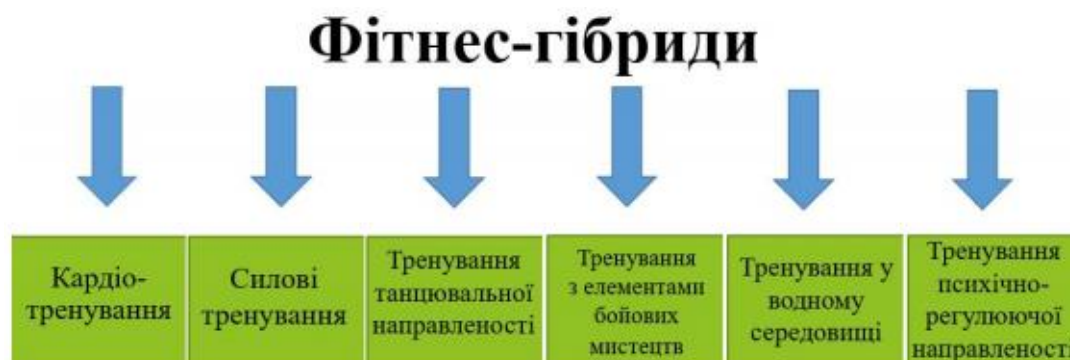 Фітнес-гібриди
Кардіо-
тренування
Силові
тренування
Тренування
танцювальної
направленості
Тренування
з елементами
бойових
мистецтв
Тренування у
водному
середовищі
Тренування
психічно-
регулюючої
направленості